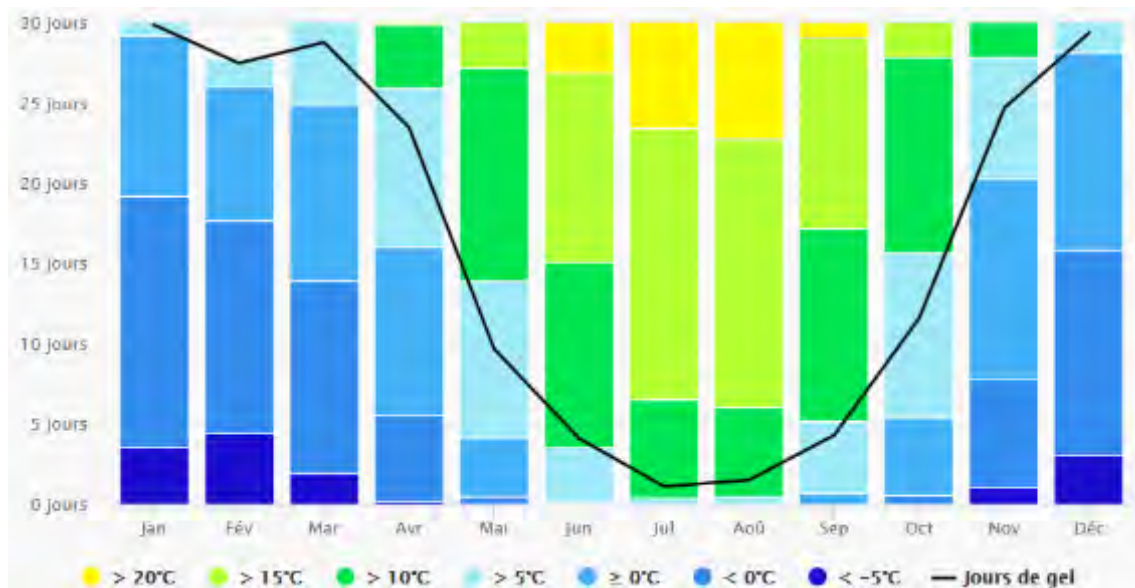 30 jours
25 jours
20 jours
15 jours
10 jours
5 jours
0 jours
Jan Fév Mar Avr Mai Jun Jul Aoû Sep Oct Nov Déc
> 20°C > 15°C > 10°C > 5°C ≥ 0°C < 0°C < -5°C Jours de gel